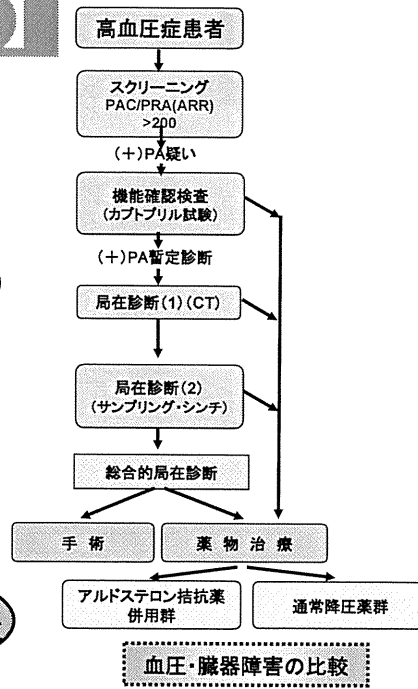 高血圧症患者
スクリーニング
PAC/PRA(ARR)
>200
(+)PA疑い
機能確認検査
(カプトプリル試験)
(+)PA暫定診断
局在診断(1)(CT)
局在診断(2)
(サンプリング・シンチ)
総合的局在診断
手術
薬物治療
アルドステロン拮抗薬
併用群
通常降圧薬群
血圧・臓器障害の比較